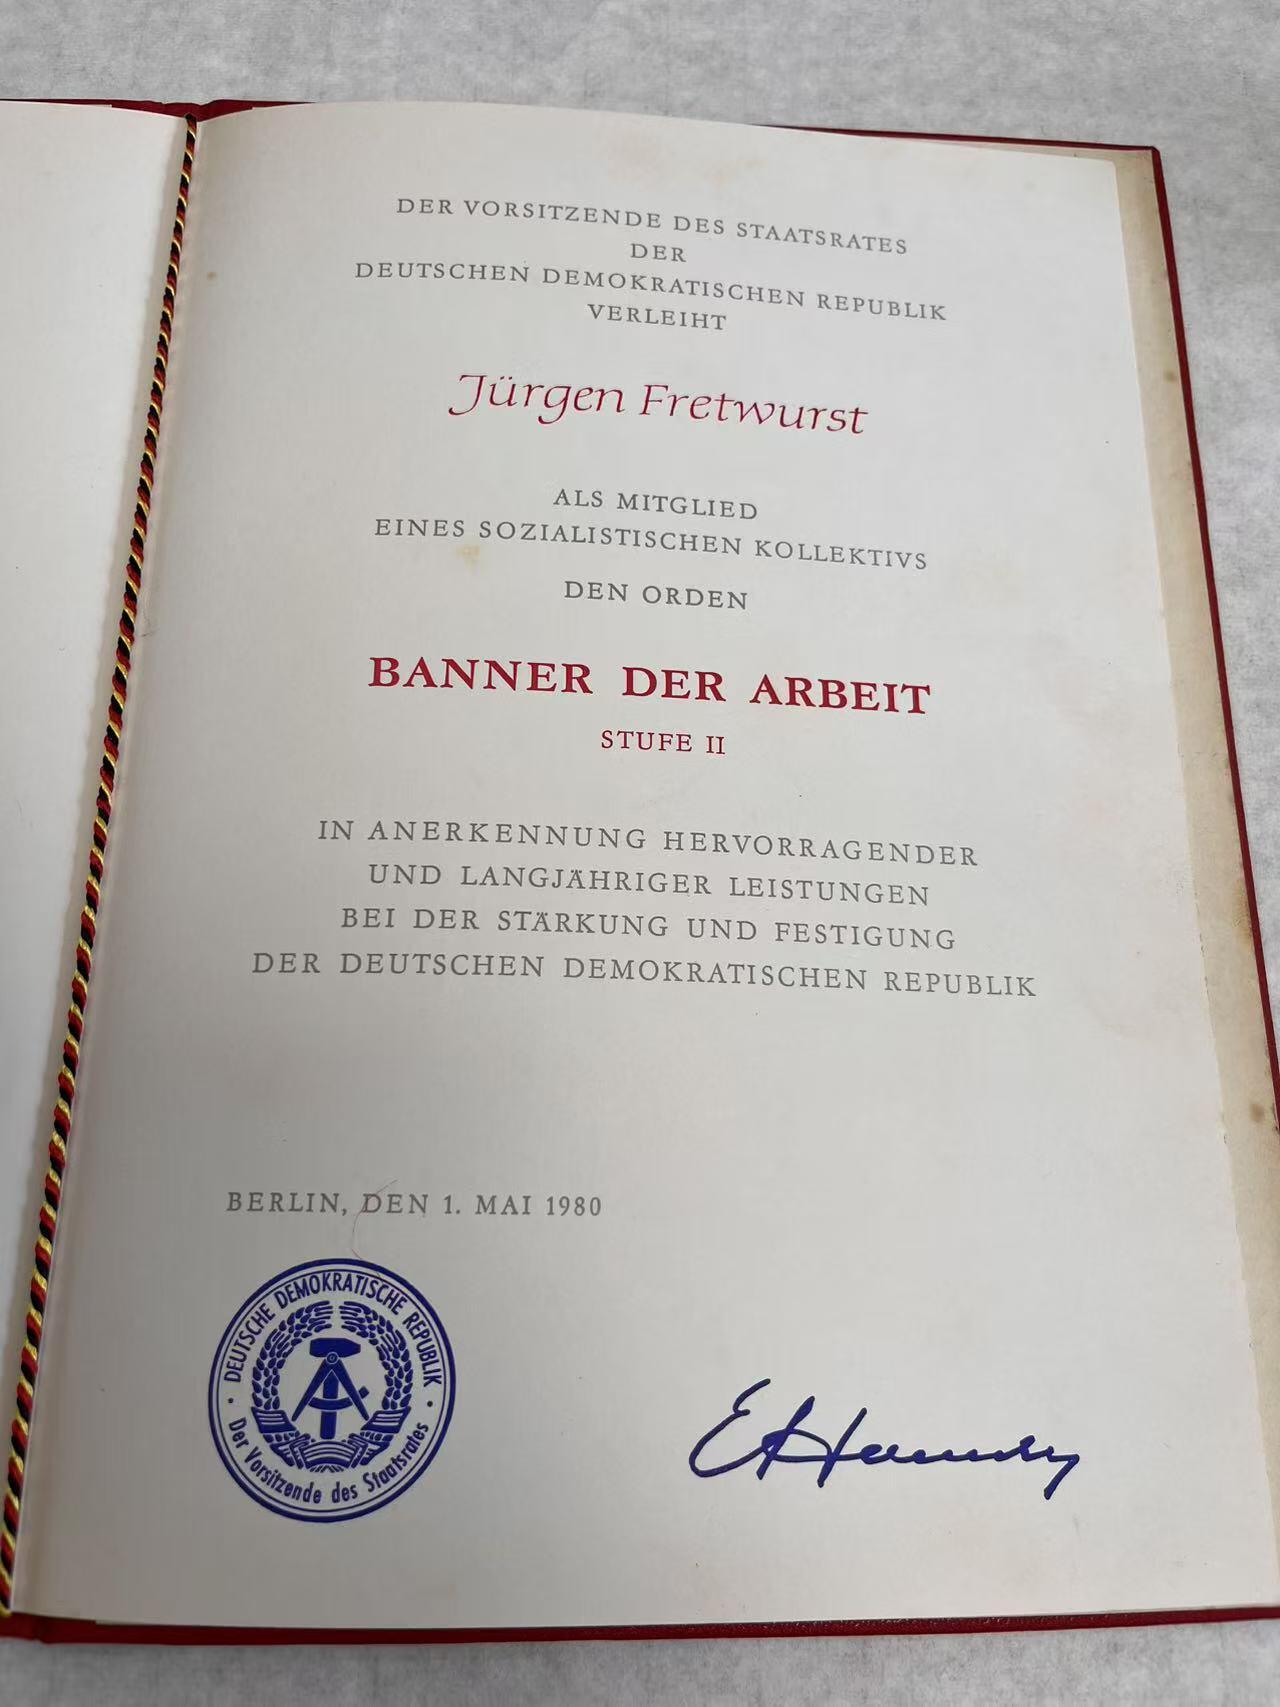 DER VORSITZENDE DES STAATSRATES
DER
DEUTSCHEN DEMOKRATISCHEN REPUBLIK
VERLEIHT
Jürgen Fretwurst
ALS MITGLIED
EINES SOZIALISTISCHEN KOLLEKTIVS
DEN ORDEN
BANNER DER ARBEIT
STUFE II
IN ANERKENNUNG HERVORRAGENDER
UND LANGJÄHRIGER LEISTUNGEN
BEI DER STÄRKUNG UND FESTIGUNG
DER DEUTSCHEN DEMOKRATISCHEN REPUBLIK
BERLIN, DEN 1. MAI 1980
DEUTSCHE DEMOKRATISCHE REPUBLIK
Der Vorsitzende des Staatsrates